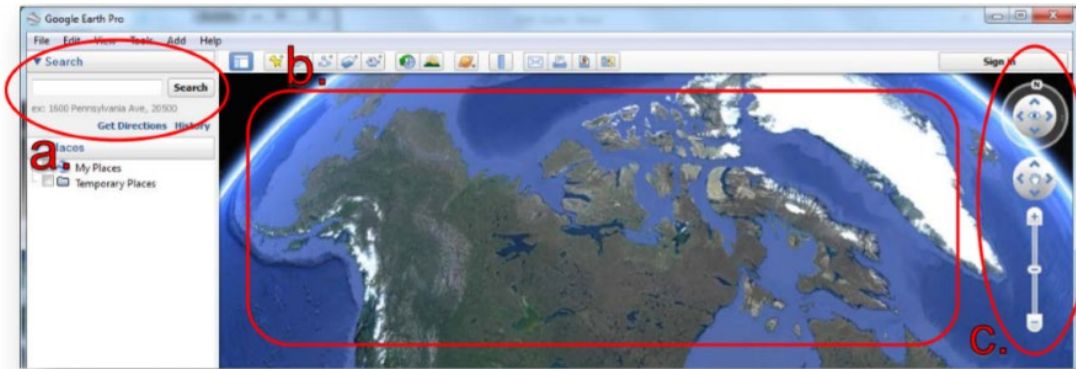 Google Earth Pro
File Edit View Tools Add Help
Search
Sign In
b.
Search
ex: 1600 Pennsylvania Ave, 20500
Get Directions History
a.
Places
My Places
Temporary Places
N
c.